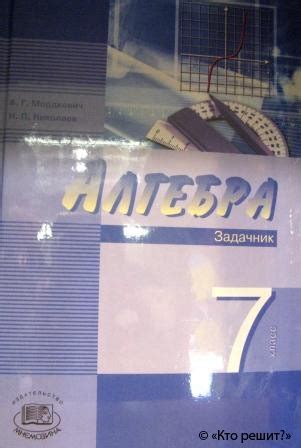 А. Г. Мордкович
Н. П. Николаев
АЛГЕБРА
Задачник
7
класс
ИЗДАТЕЛЬСТВО
МНЕМОЗИНА
© «Кто решит?»